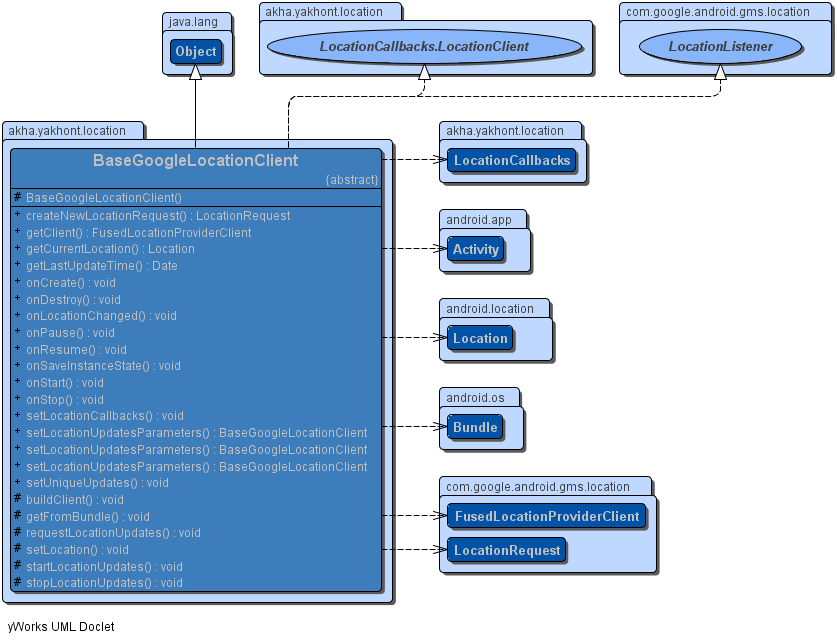 java.lang
Object
akha.yakhont.location
LocationCallbacks.LocationClient
com.google.android.gms.location
LocationListener
akha.yakhont.location
BaseGoogleLocationClient
{abstract}
# BaseGoogleLocationClient()
+ createNewLocationRequest() : LocationRequest
+ getClient() : FusedLocationProviderClient
+ getCurrentLocation() : Location
+ getLastUpdateTime() : Date
+ onCreate() : void
+ onDestroy() : void
+ onLocationChanged() : void
+ onPause() : void
+ onResume() : void
+ onSaveInstanceState() : void
+ onStart() : void
+ onStop() : void
+ setLocationCallbacks() : void
+ setLocationUpdatesParameters() : BaseGoogleLocationClient
+ setLocationUpdatesParameters() : BaseGoogleLocationClient
+ setLocationUpdatesParameters() : BaseGoogleLocationClient
+ setUniqueUpdates() : void
# buildClient() : void
# getFromBundle() : void
# requestLocationUpdates() : void
# setLocation() : void
# startLocationUpdates() : void
# stopLocationUpdates() : void
akha.yakhont.location
LocationCallbacks
android.app
Activity
android.location
Location
android.os
Bundle
com.google.android.gms.location
FusedLocationProviderClient
LocationRequest
yWorks UML Doclet